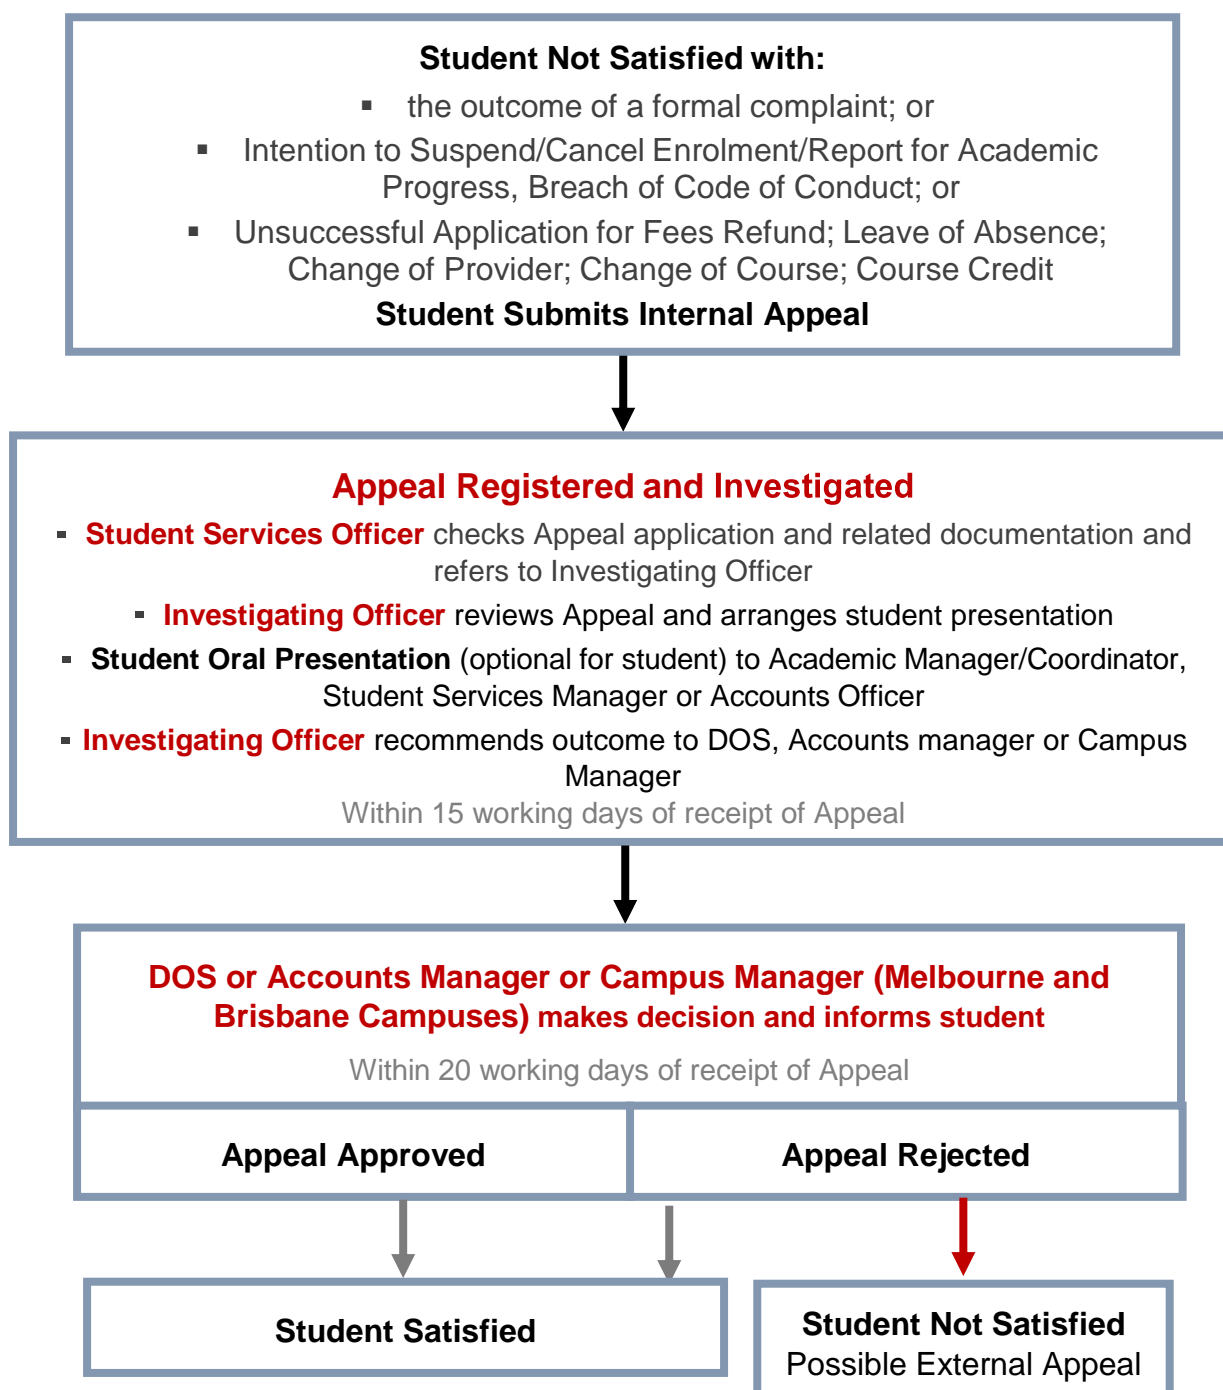 Student Not Satisfied with:
▪ the outcome of a formal complaint; or
▪ Intention to Suspend/Cancel Enrolment/Report for Academic
Progress, Breach of Code of Conduct; or
▪ Unsuccessful Application for Fees Refund; Leave of Absence;
Change of Provider; Change of Course; Course Credit
Student Submits Internal Appeal
Appeal Registered and Investigated
▪ Student Services Officer checks Appeal application and related documentation and
refers to Investigating Officer
▪ Investigating Officer reviews Appeal and arranges student presentation
▪ Student Oral Presentation (optional for student) to Academic Manager/Coordinator,
Student Services Manager or Accounts Officer
▪ Investigating Officer recommends outcome to DOS, Accounts manager or Campus
Manager
Within 15 working days of receipt of Appeal
DOS or Accounts Manager or Campus Manager (Melbourne and
Brisbane Campuses) makes decision and informs student
Within 20 working days of receipt of Appeal
Appeal Approved
Appeal Rejected
Student Satisfied
Student Not Satisfied
Possible External Appeal